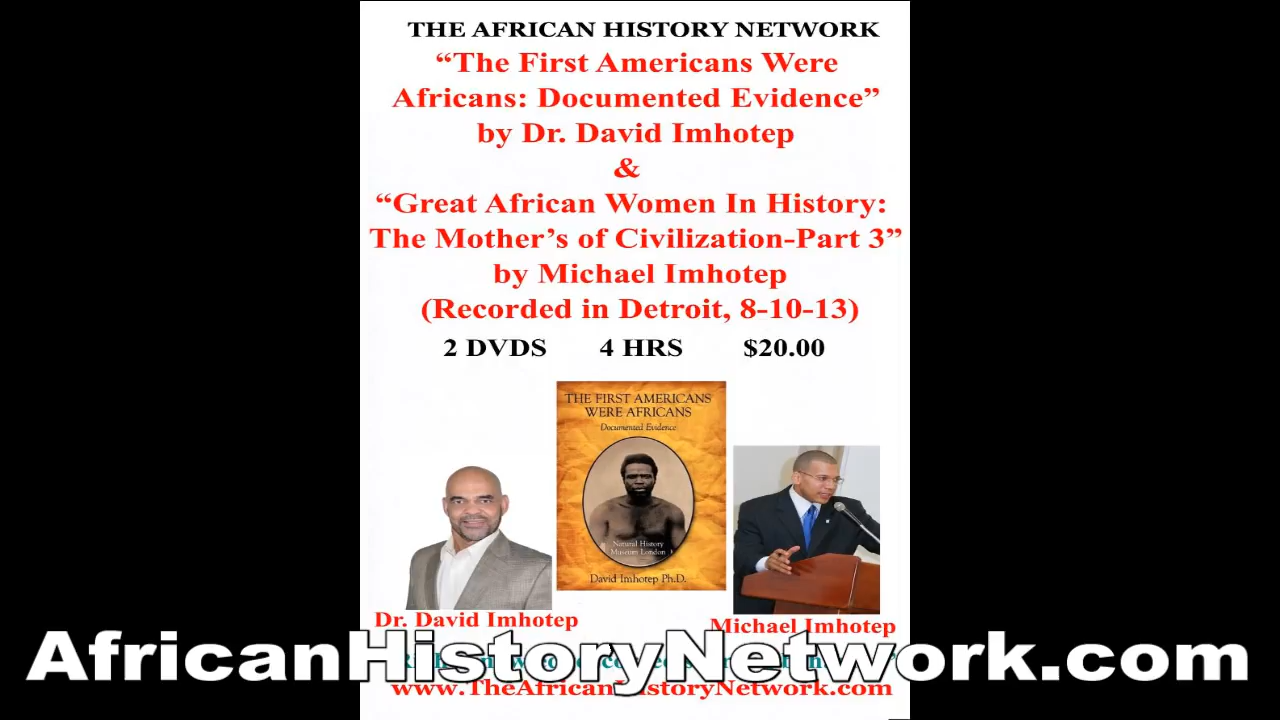 THE AFRICAN HISTORY NETWORK
“The First Americans Were
Africans: Documented Evidence”
by Dr. David Imhotep
&
“Great African Women In History:
The Mother’s of Civilization-Part 3”
by Michael Imhotep
(Recorded in Detroit, 8-10-13)
2 DVDS 4 HRS $20.00
THE FIRST AMERICANS
WERE AFRICANS
Documented Evidence
Natural History
Museum London
David Imhotep Ph.D.
Dr. David Imhotep
Michael Imhotep
AfricanHistoryNetwork.com
www.TheAfricanHistoryNetwork.com